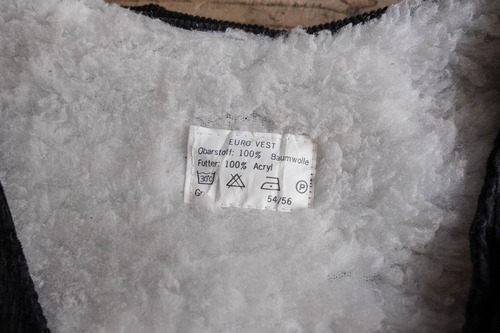 EURO VEST
Obarstoff: 100% Baumwolle
Futter: 100% Acryl
30° P
Gr. 54/56